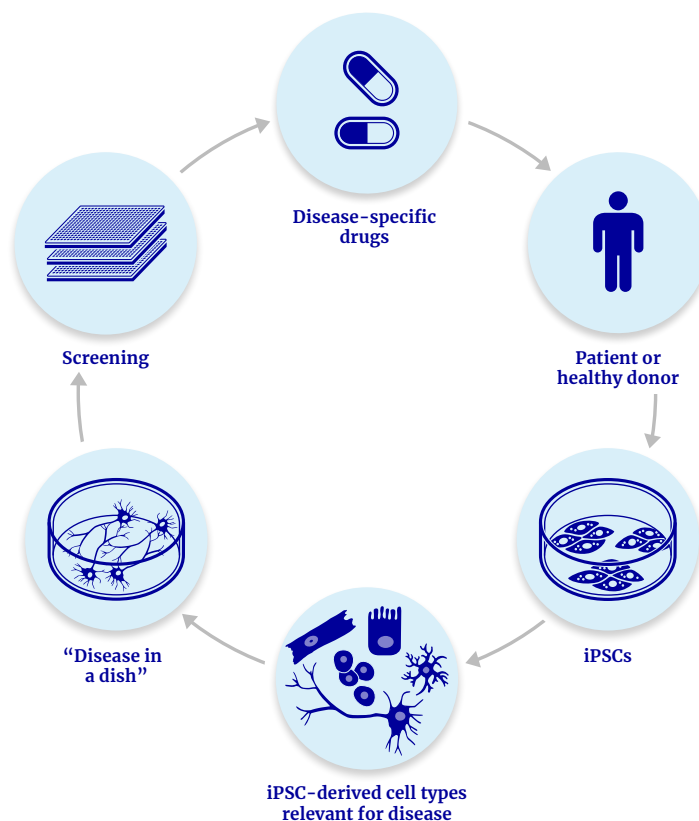 Disease-specific
drugs
Patient or
healthy donor
iPSCs
iPSC-derived cell types
relevant for disease
“Disease in
a dish”
Screening